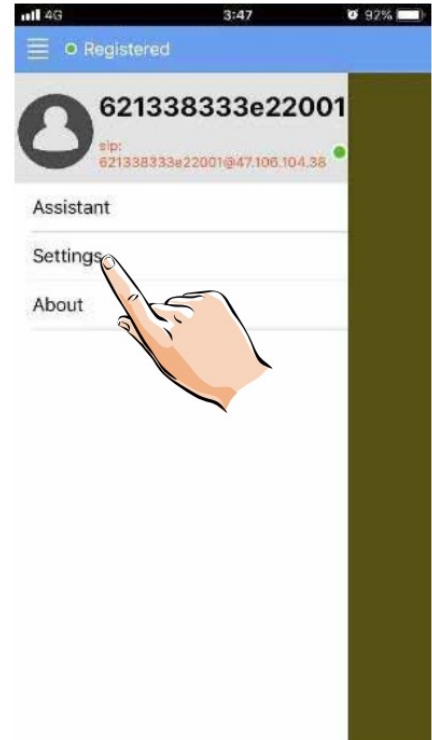 4G 3:47 92%
Registered
621338333e22001
sip:
621338333e22001@47.106.104.38
Assistant
Settings
About